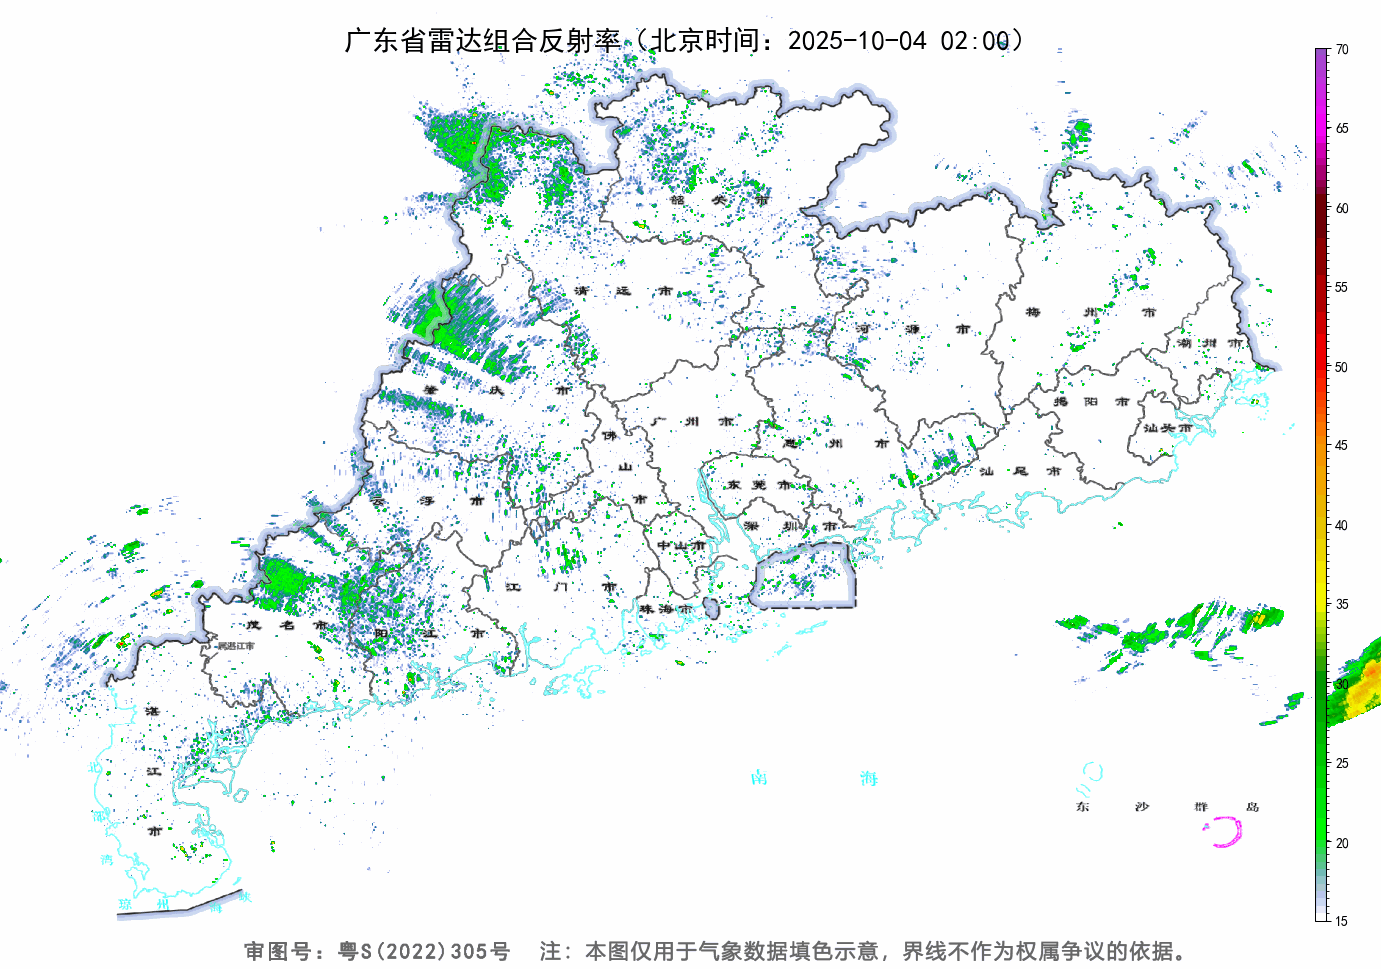 广东省雷达组合反射率（北京时间：2025-10-04 02:00）
70
65
60
55
50
45
40
35
30
25
20
15
韶关市
清远市
河源市
梅州市
潮州市
肇庆市
广州市
惠州市
揭阳市
汕头市
佛山市
东莞市
汕尾市
云浮市
深圳市
中山市
江门市
珠海市
茂名市
阳江市
属湛江市
湛江市
北部湾
南海
东沙群岛
琼州海峡
审图号：粤S(2022)305号 注：本图仅用于气象数据填色示意，界线不作为权属争议的依据。